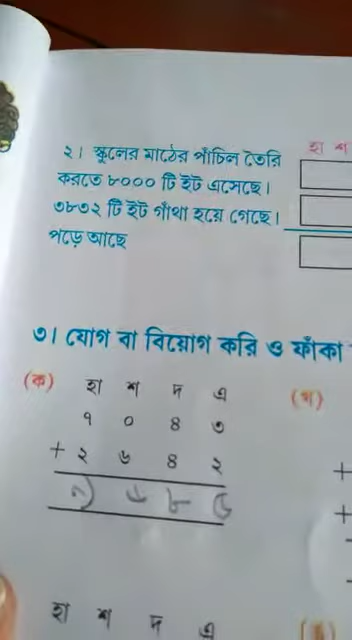 হা শ
২। স্কুলের মাঠের পাঁচিল তৈরি
করতে ৮০০০ টি ইট এসেছে।
৩৮৩২ টি ইট গাঁথা হয়ে গেছে।
পড়ে আছে
৩। যোগ বা বিয়োগ করি ও ফাঁকা
(ক) হা শ দ এ (গ)
৭ ০ ৪ ৩
+ ২ ৬ ৪ ২ +
৯ ৬ ৮ ৫
+
হা শ দ এ